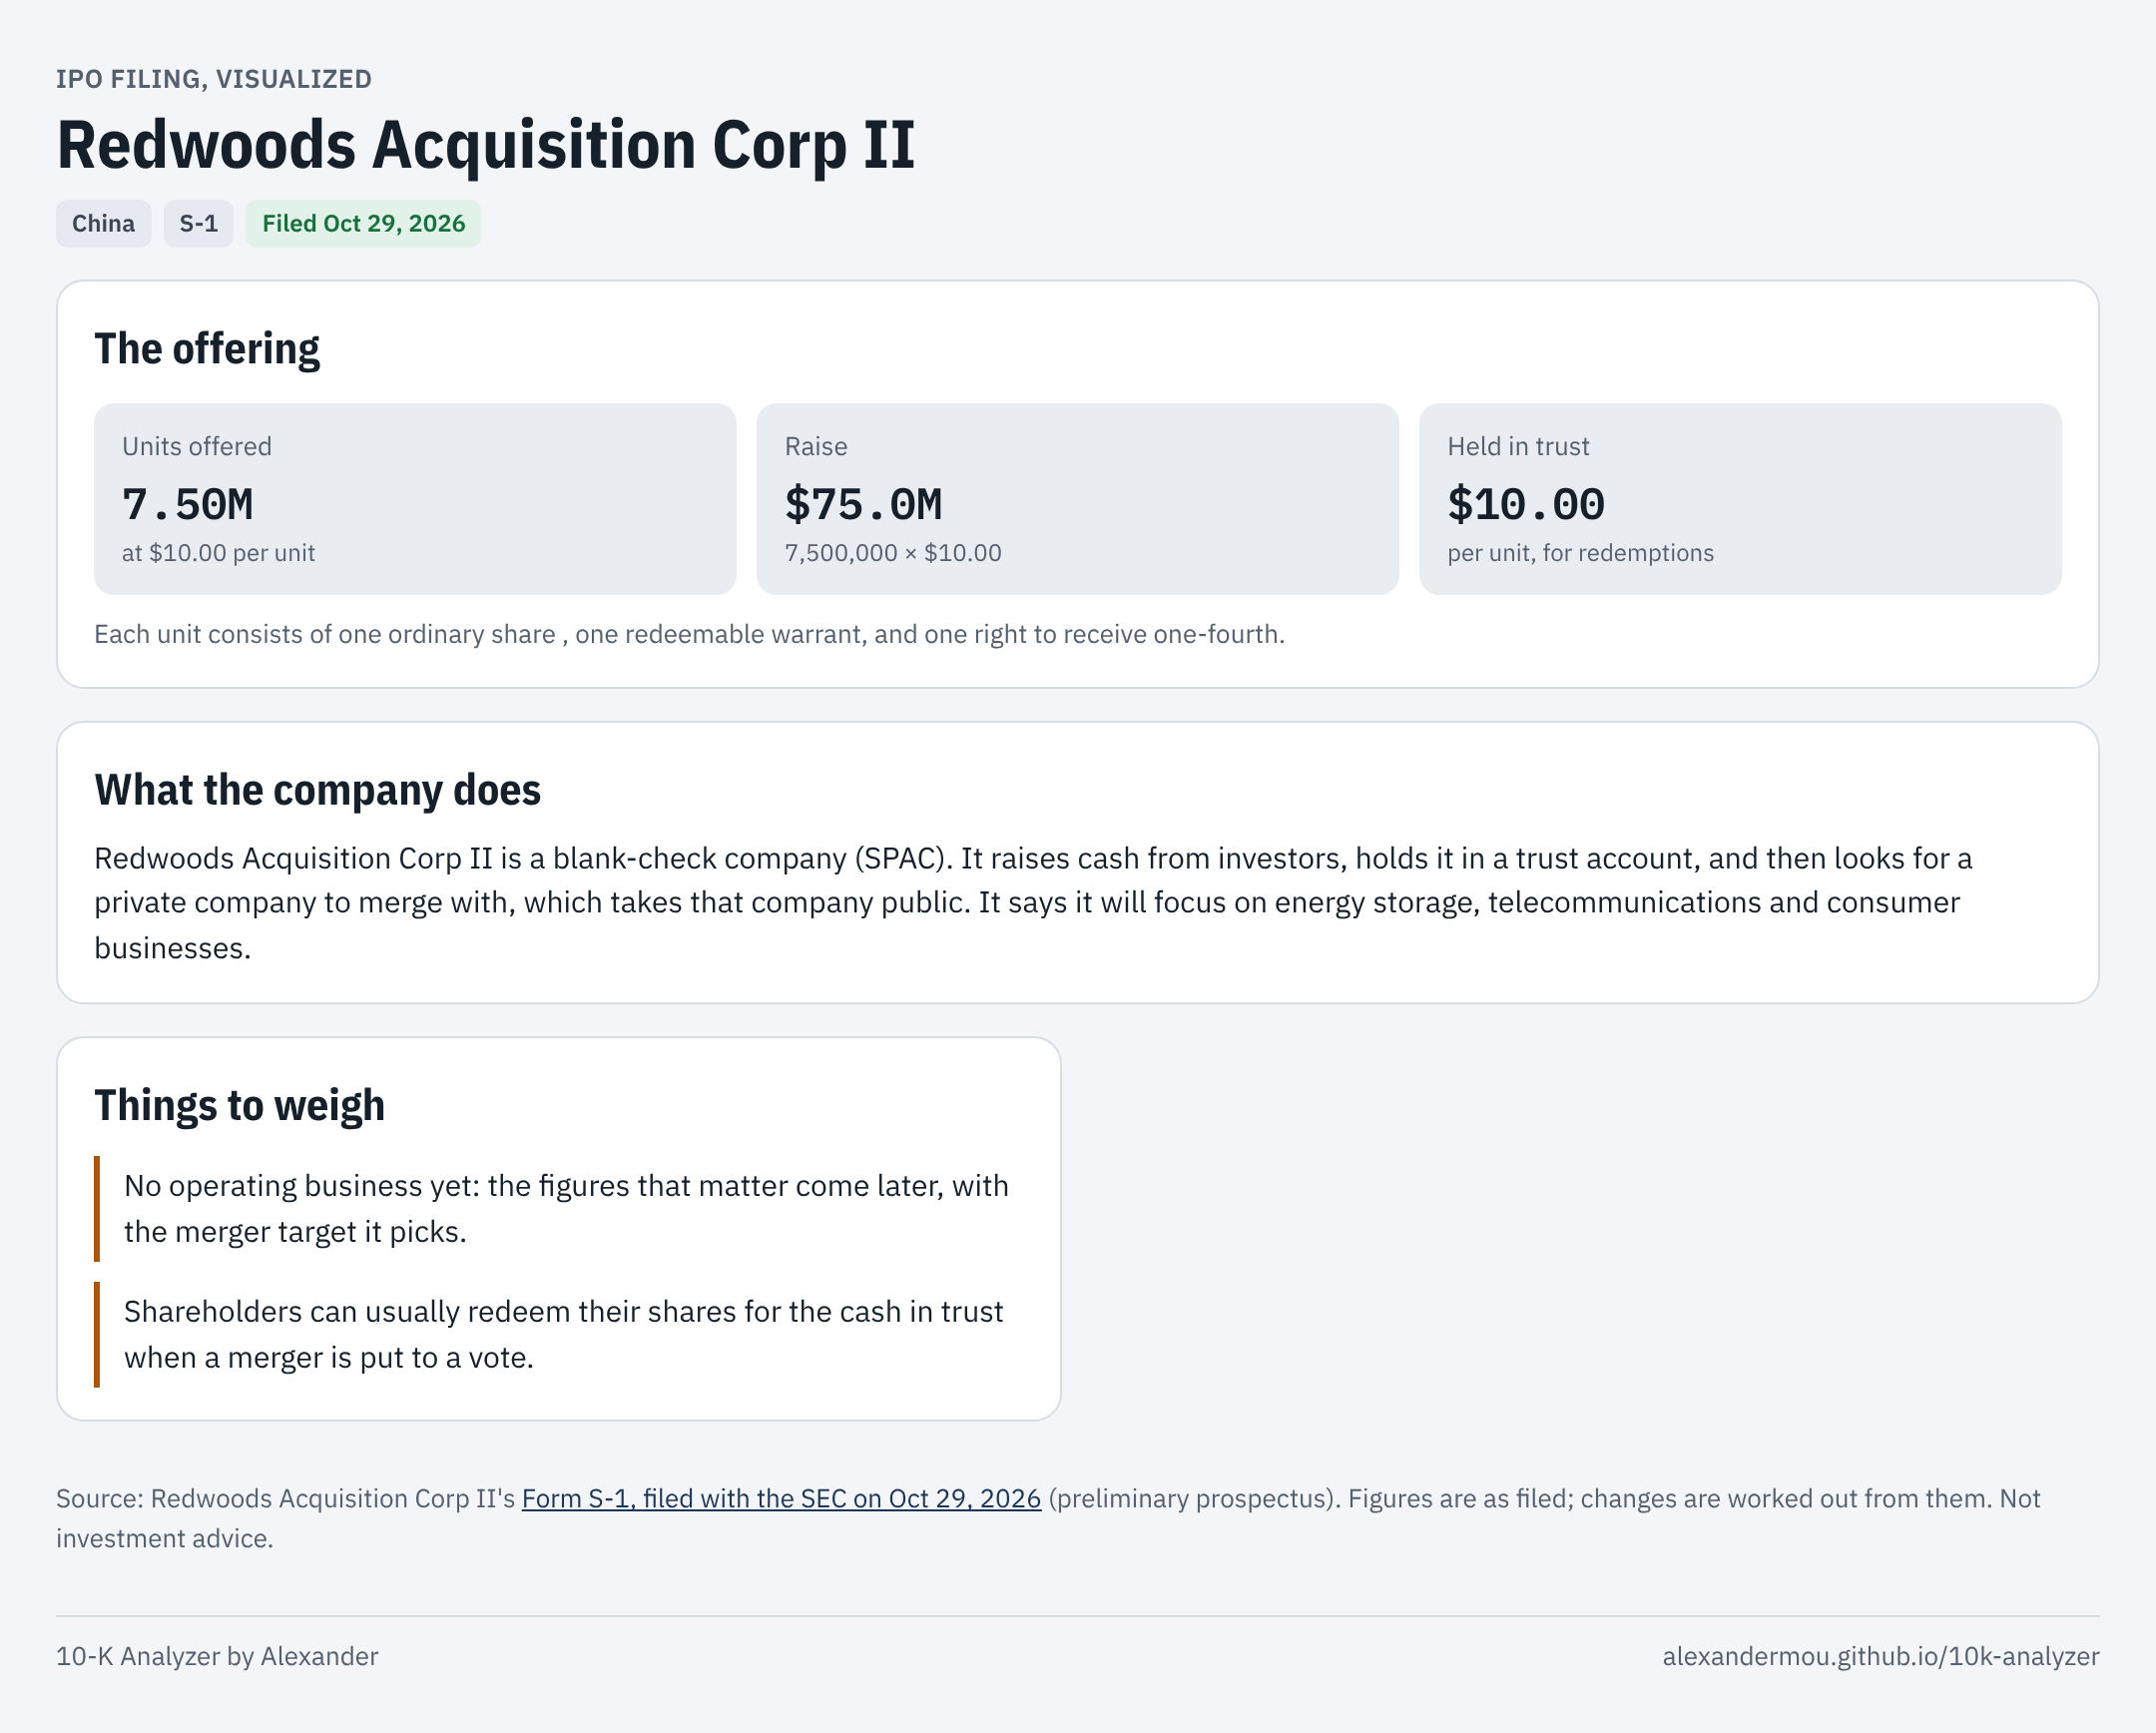 IPO FILING, VISUALIZED
Redwoods Acquisition Corp II
China S-1 Filed Oct 29, 2026
The offering
Units offered
7.50M
at $10.00 per unit
Raise
$75.0M
7,500,000 × $10.00
Held in trust
$10.00
per unit, for redemptions
Each unit consists of one ordinary share , one redeemable warrant, and one right to receive one-fourth.
What the company does
Redwoods Acquisition Corp II is a blank-check company (SPAC). It raises cash from investors, holds it in a trust account, and then looks for a
private company to merge with, which takes that company public. It says it will focus on energy storage, telecommunications and consumer
businesses.
Things to weigh
No operating business yet: the figures that matter come later, with
the merger target it picks.
Shareholders can usually redeem their shares for the cash in trust
when a merger is put to a vote.
Source: Redwoods Acquisition Corp II's Form S-1, filed with the SEC on Oct 29, 2026 (preliminary prospectus). Figures are as filed; changes are worked out from them. Not
investment advice.
10-K Analyzer by Alexander
alexandermou.github.io/10k-analyzer